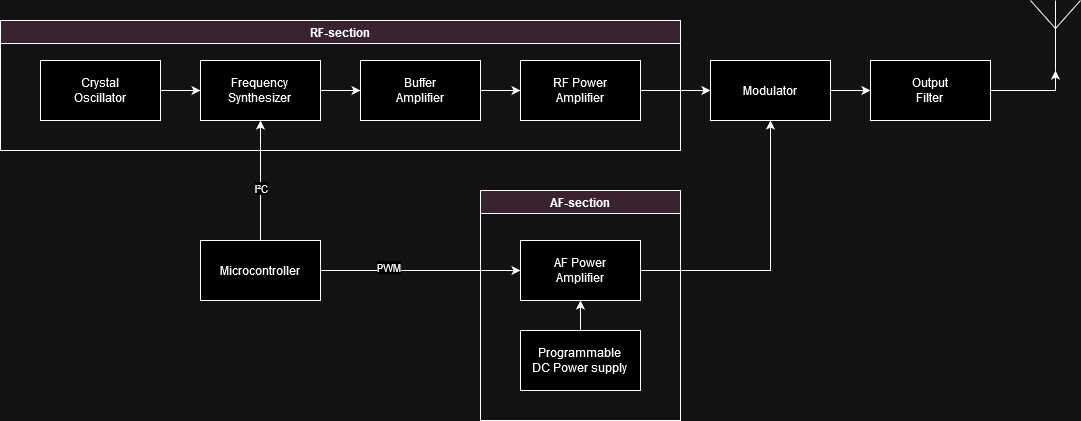 RF-section
Crystal
Oscillator
Frequency
Synthesizer
Buffer
Amplifier
RF Power
Amplifier
Modulator
Output
Filter
I²C
AF-section
Microcontroller
PWM
AF Power
Amplifier
Programmable
DC Power supply